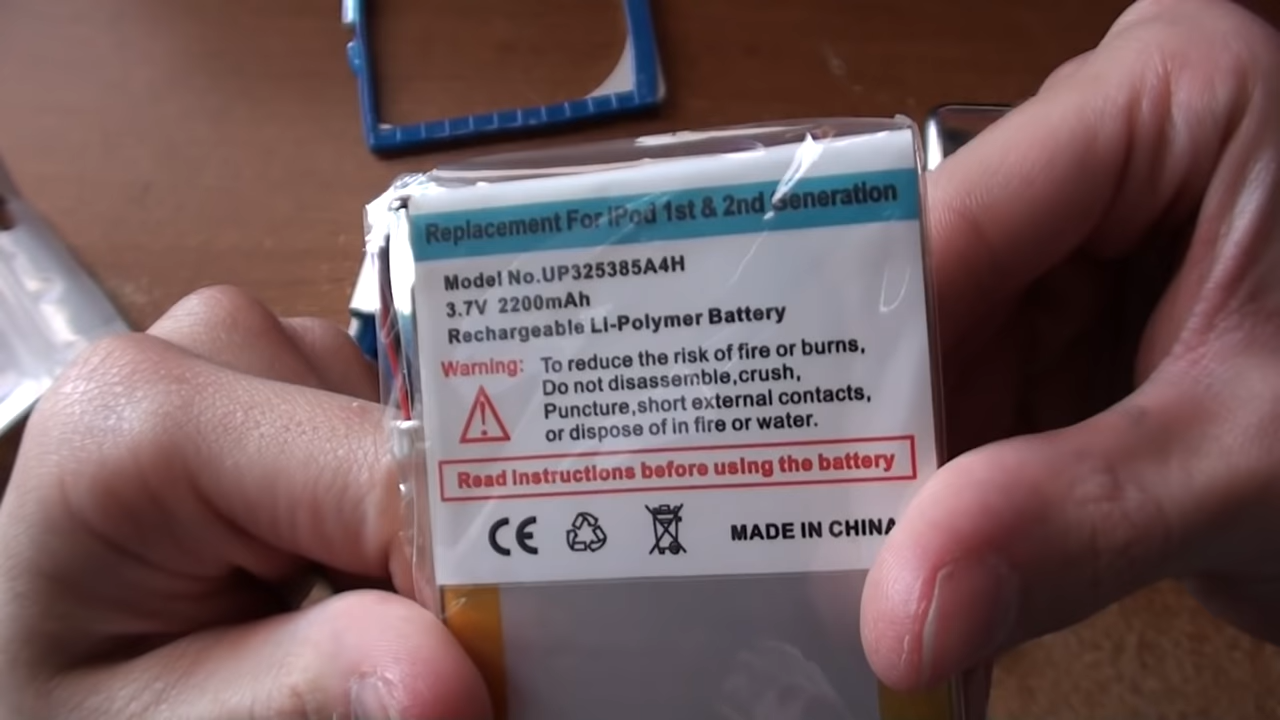 Replacement For iPod 1st & 2nd Generation
Model No.UP325385A4H
3.7V 2200mAh
Rechargeable LI-Polymer Battery
Warning: To reduce the risk of fire or burns,
Do not disassemble,crush,
Puncture,short external contacts,
or dispose of in fire or water.
Read instructions before using the battery
CE MADE IN CHINA